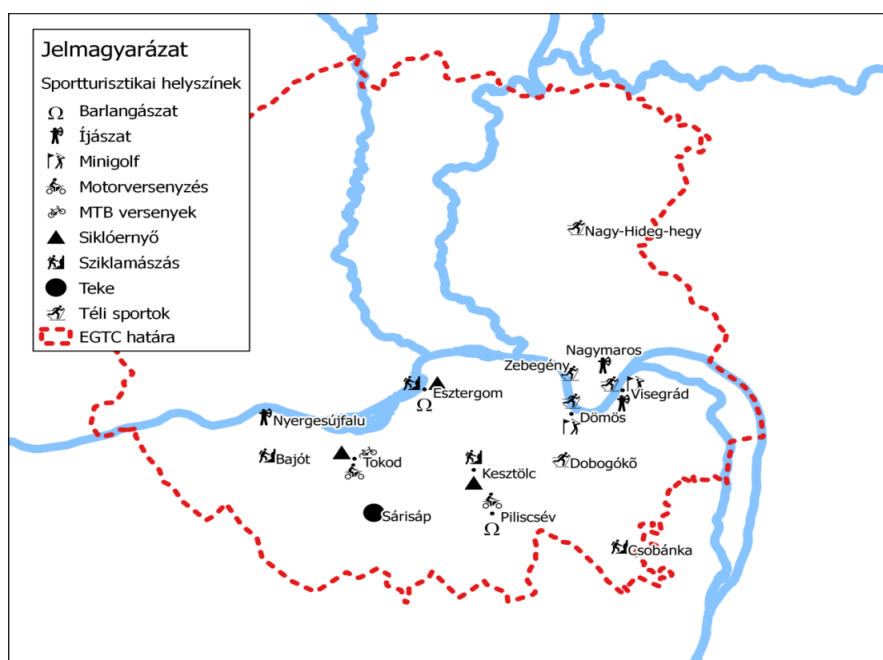 Jelmagyarázat
Sportturisztikai helyszínek
Ω Barlangászat
Íjászat
Minigolf
Motorversenyzés
MTB versenyek
Siklóernyő
Sziklamászás
Teke
Téli sportok
EGTC határa
Nagy-Hideg-hegy
Nagymaros
Zebegény
Esztergom
Ω
Visegrád
Nyergesújfalu
Dömös
Bajót
Tokod
Kesztölc
Dobogókõ
Sárisáp
Piliscsév
Ω
Csobánka